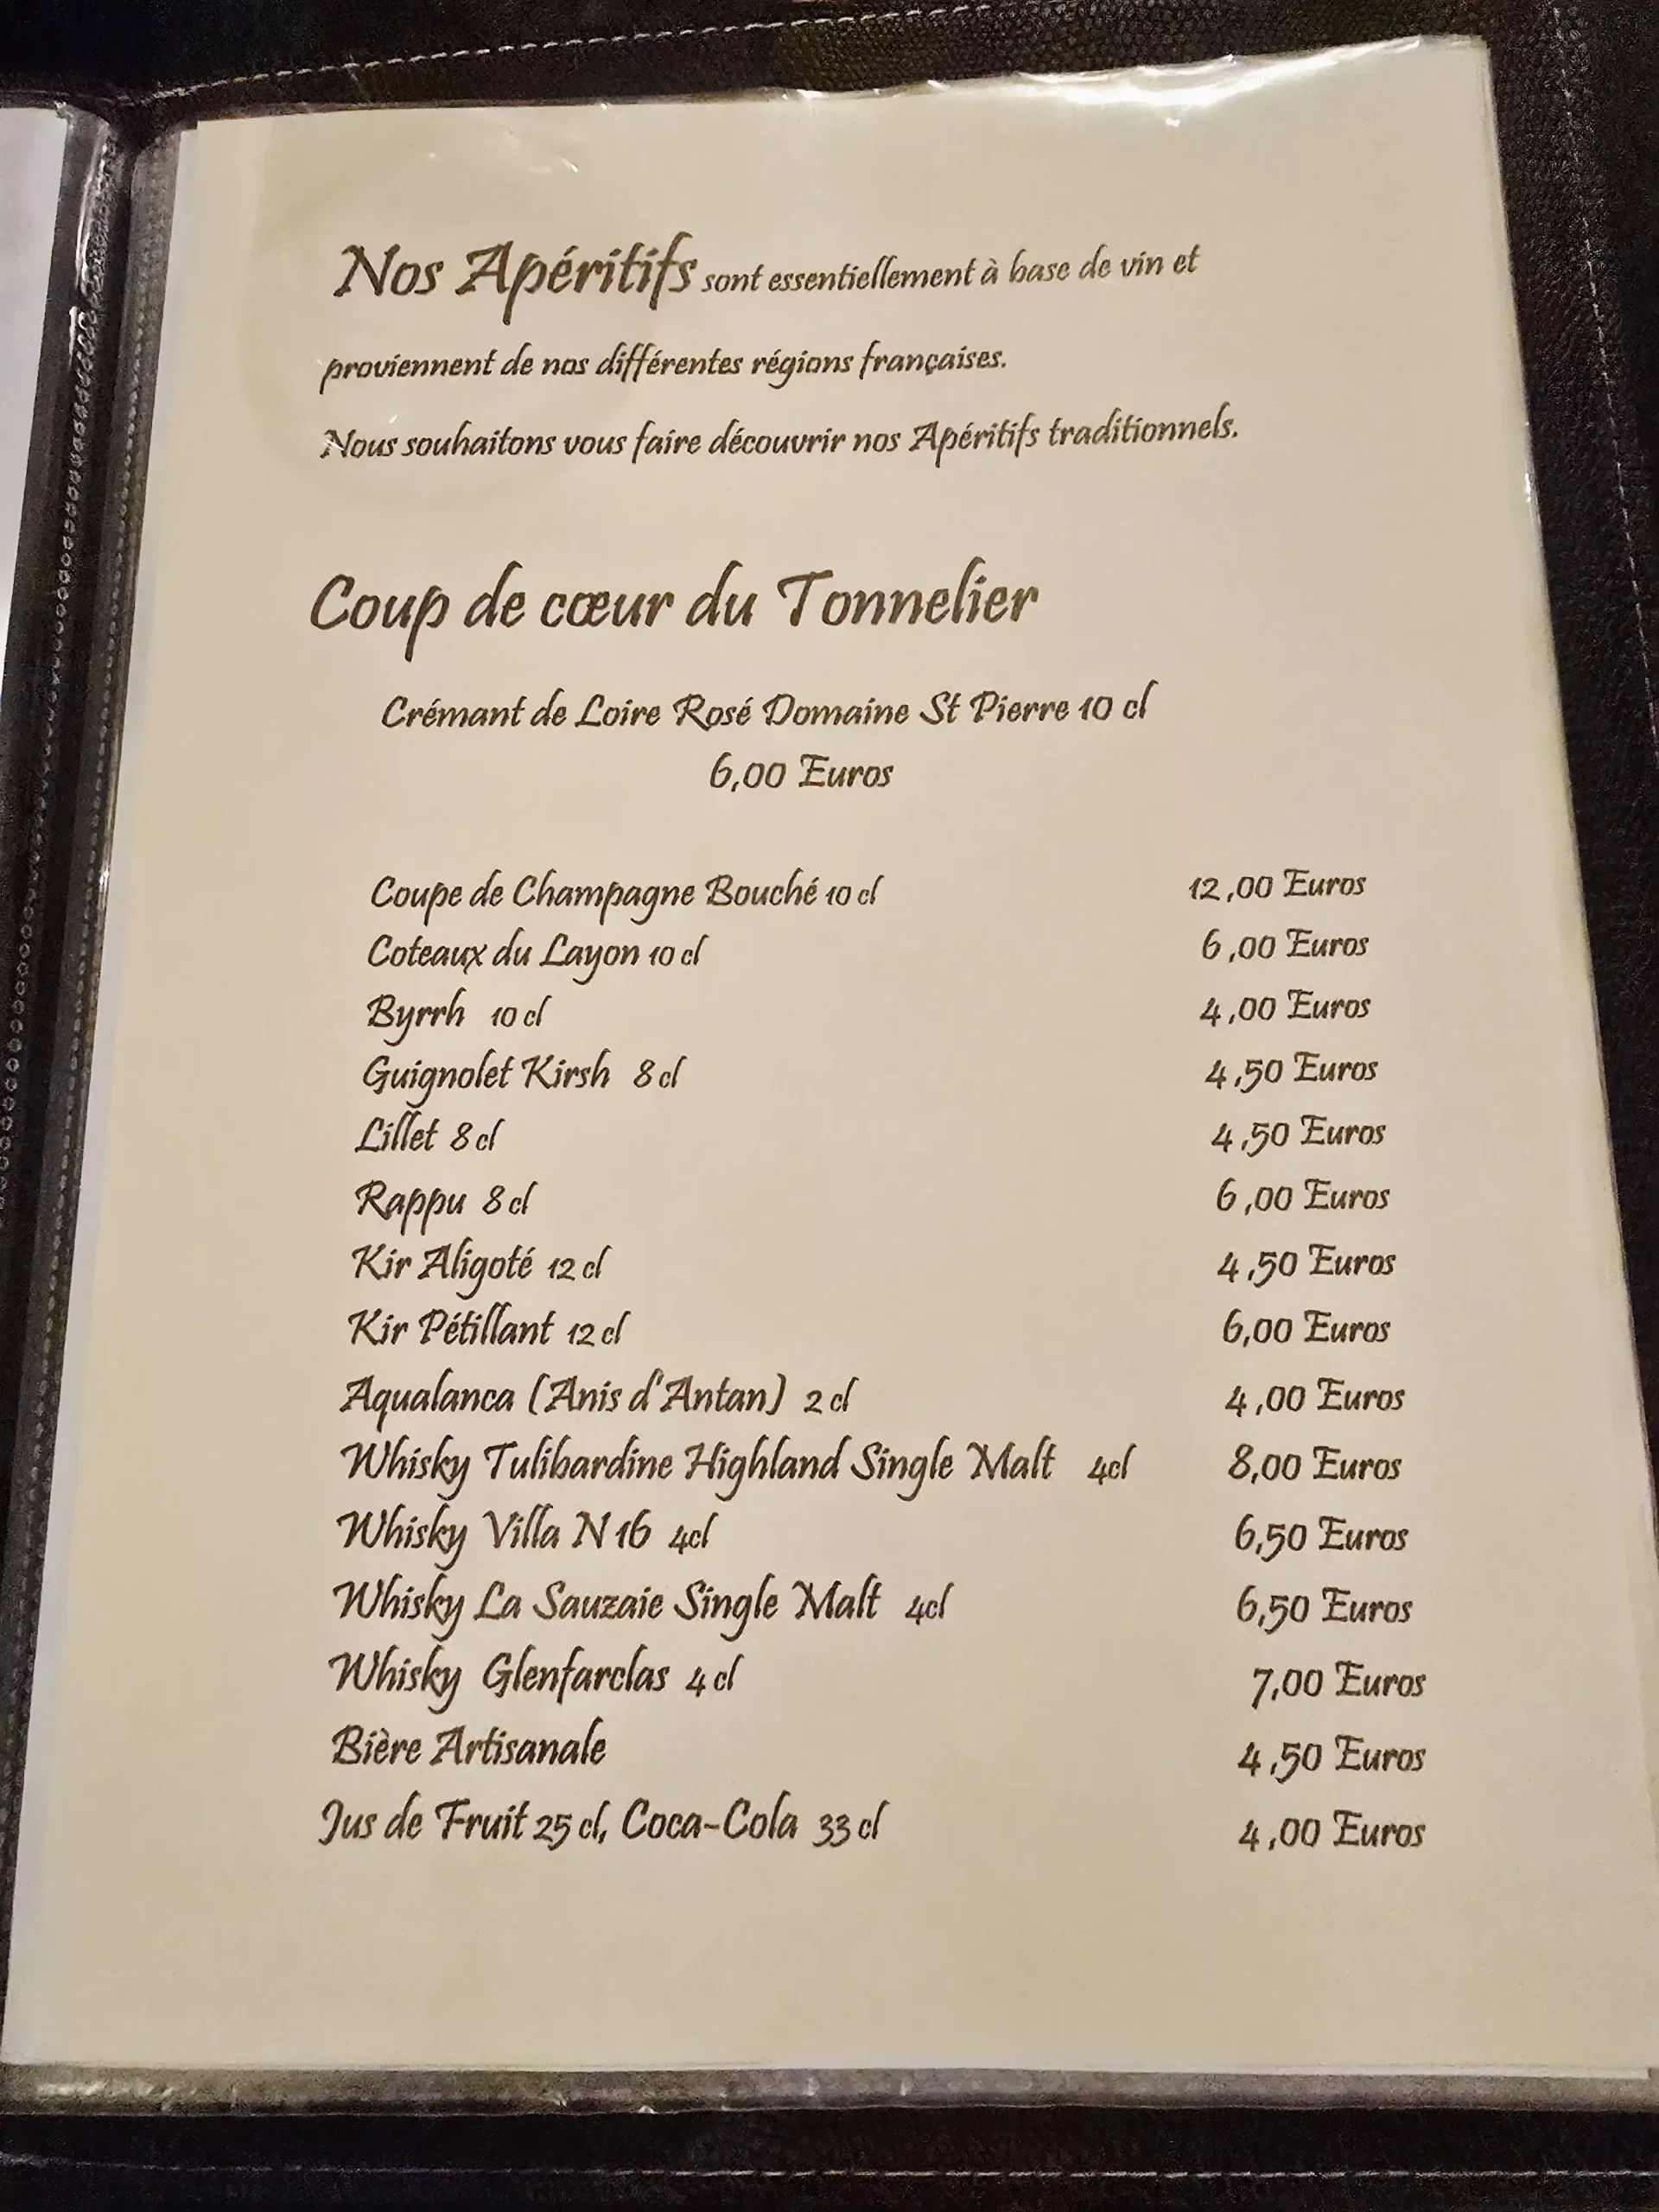 Nos Apéritifs sont essentiellement à base de vin et
proviennent de nos différentes régions françaises.
Nous souhaitons vous faire découvrir nos Apéritifs traditionnels.
Coup de cœur du Tonnelier
Crémant de Loire Rosé Domaine St Pierre 10 cl
6,00 Euros
Coupe de Champagne Bouché 10 cl 12,00 Euros
Coteaux du Layon 10 cl 6,00 Euros
Byrrh 10 cl 4,00 Euros
Guignolet Kirsh 8 cl 4,50 Euros
Lillet 8 cl 4,50 Euros
Rappu 8 cl 6,00 Euros
Kir Aligoté 12 cl 4,50 Euros
Kir Pétillant 12 cl 6,00 Euros
Aqualanca (Anis d'Antan) 2 cl 4,00 Euros
Whisky Tulibardine Highland Single Malt 4cl 8,00 Euros
Whisky Villa N 16 4cl 6,50 Euros
Whisky La Sauzaie Single Malt 4cl 6,50 Euros
Whisky Glenfarclas 4 cl 7,00 Euros
Bière Artisanale 4,50 Euros
Jus de Fruit 25 cl, Coca-Cola 33 cl 4,00 Euros